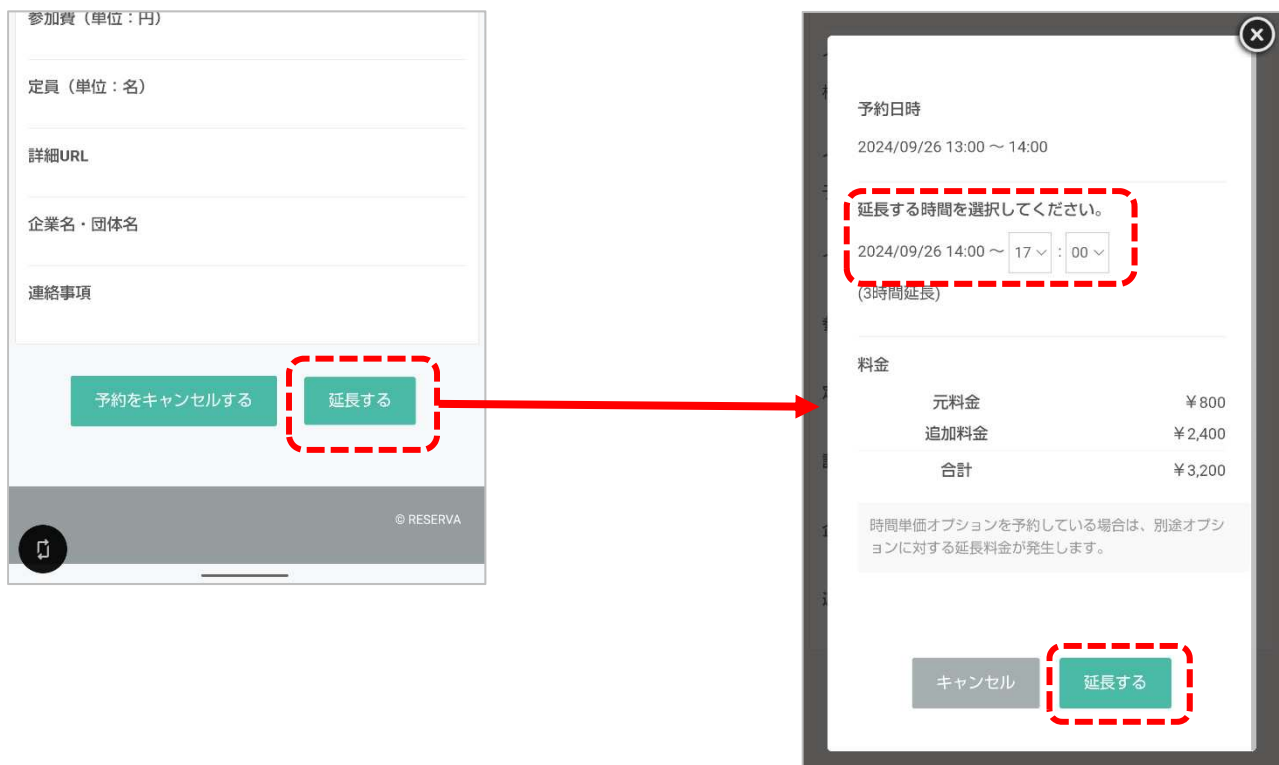 参加費（単位：円）
定員（単位：名）
詳細URL
企業名・団体名
連絡事項
予約をキャンセルする
延長する
© RESERVA
予約日時
2024/09/26 13:00 ～ 14:00
延長する時間を選択してください。
2024/09/26 14:00 ～ 17 : 00
(3時間延長)
料金
元料金 ￥800
追加料金 ￥2,400
合計 ￥3,200
時間単価オプションを予約している場合は、別途オプシ
ョンに対する延長料金が発生します。
キャンセル
延長する